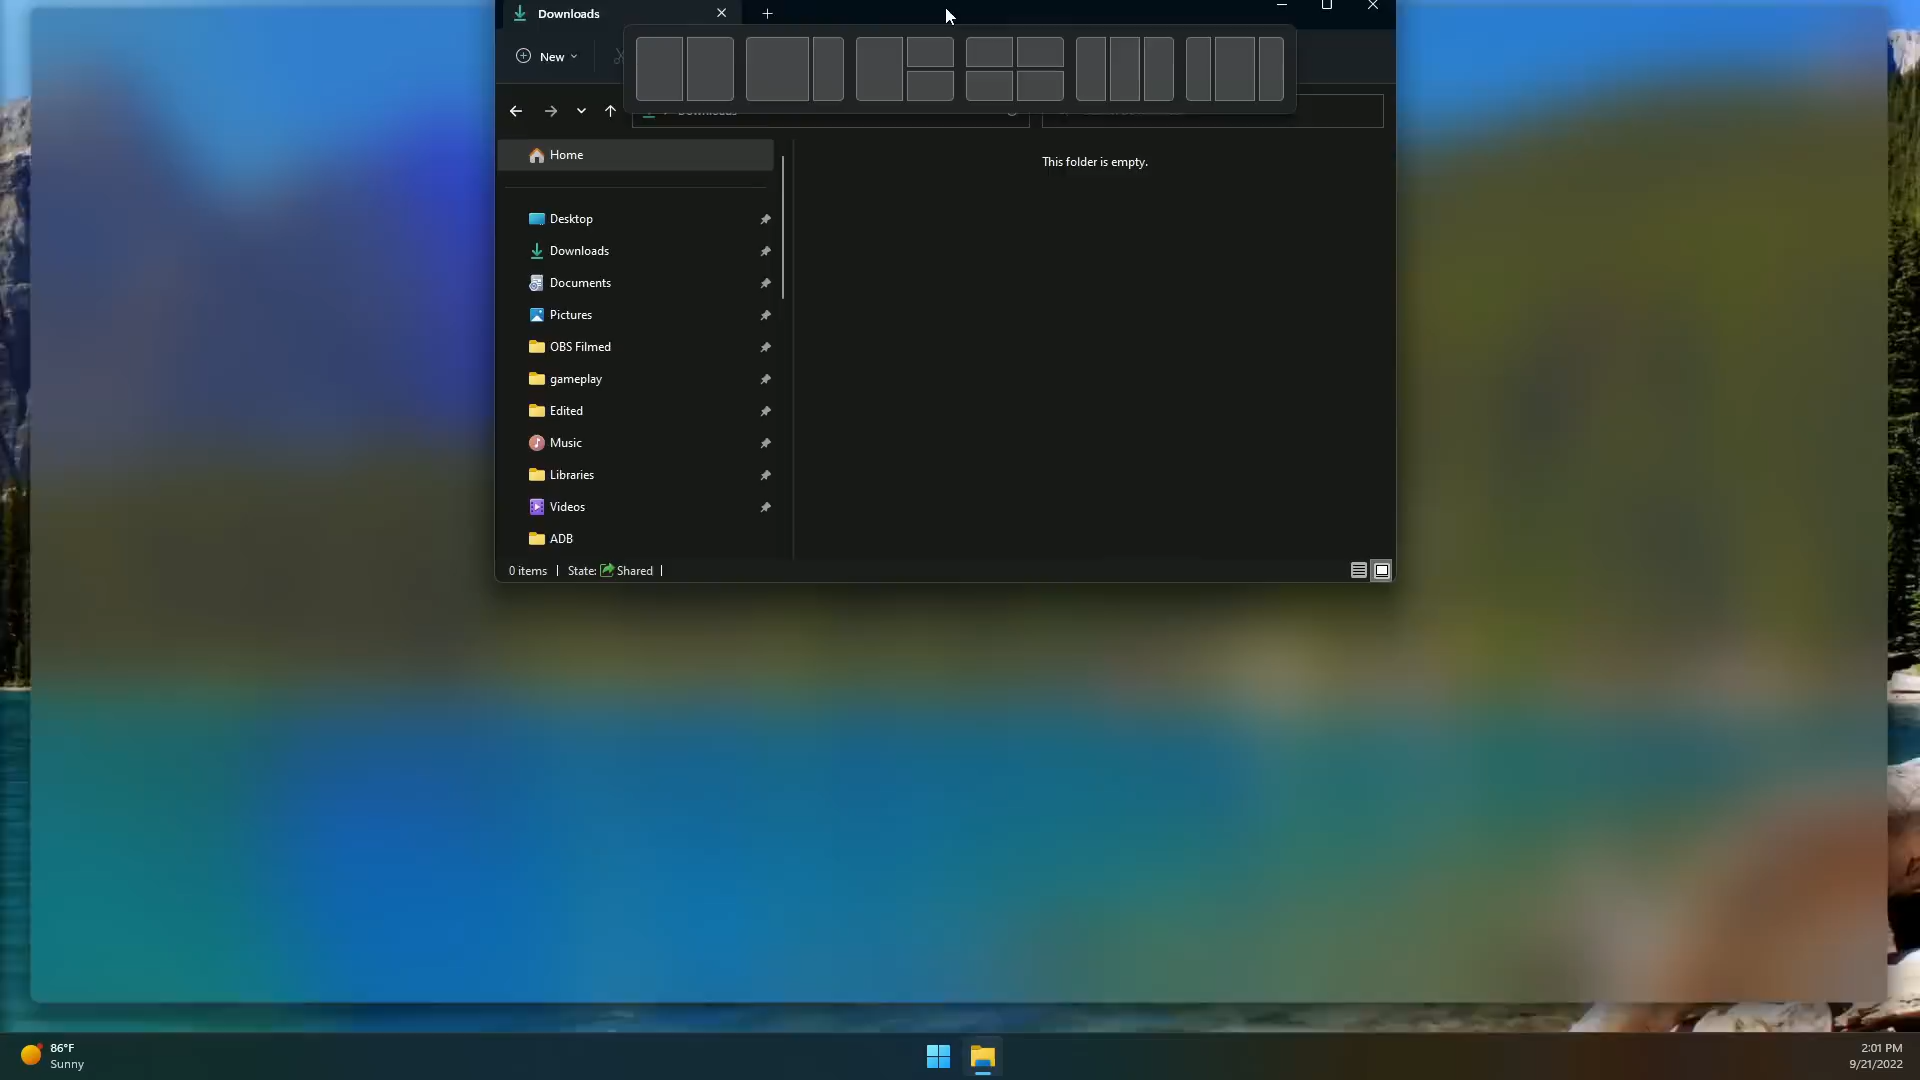 Downloads
New
Downloads
Home
This folder is empty.
Desktop
Downloads
Documents
Pictures
OBS Filmed
gameplay
Edited
Music
Libraries
Videos
ADB
0 items | State: Shared |
86°F
Sunny
2:01 PM
9/21/2022